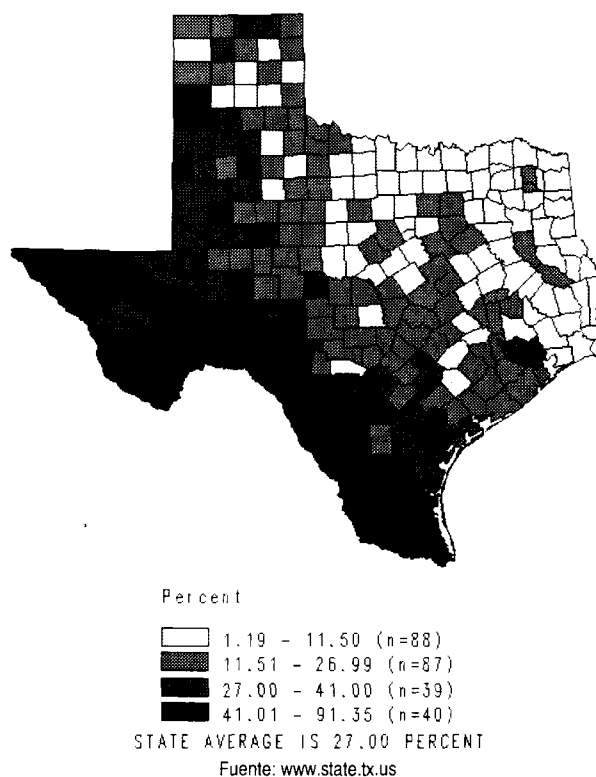 Percent
1.19 - 11.50 (n=88)
11.51 - 26.99 (n=87)
27.00 - 41.00 (n=39)
41.01 - 91.35 (n=40)
STATE AVERAGE IS 27.00 PERCENT
Fuente: www.state.tx.us